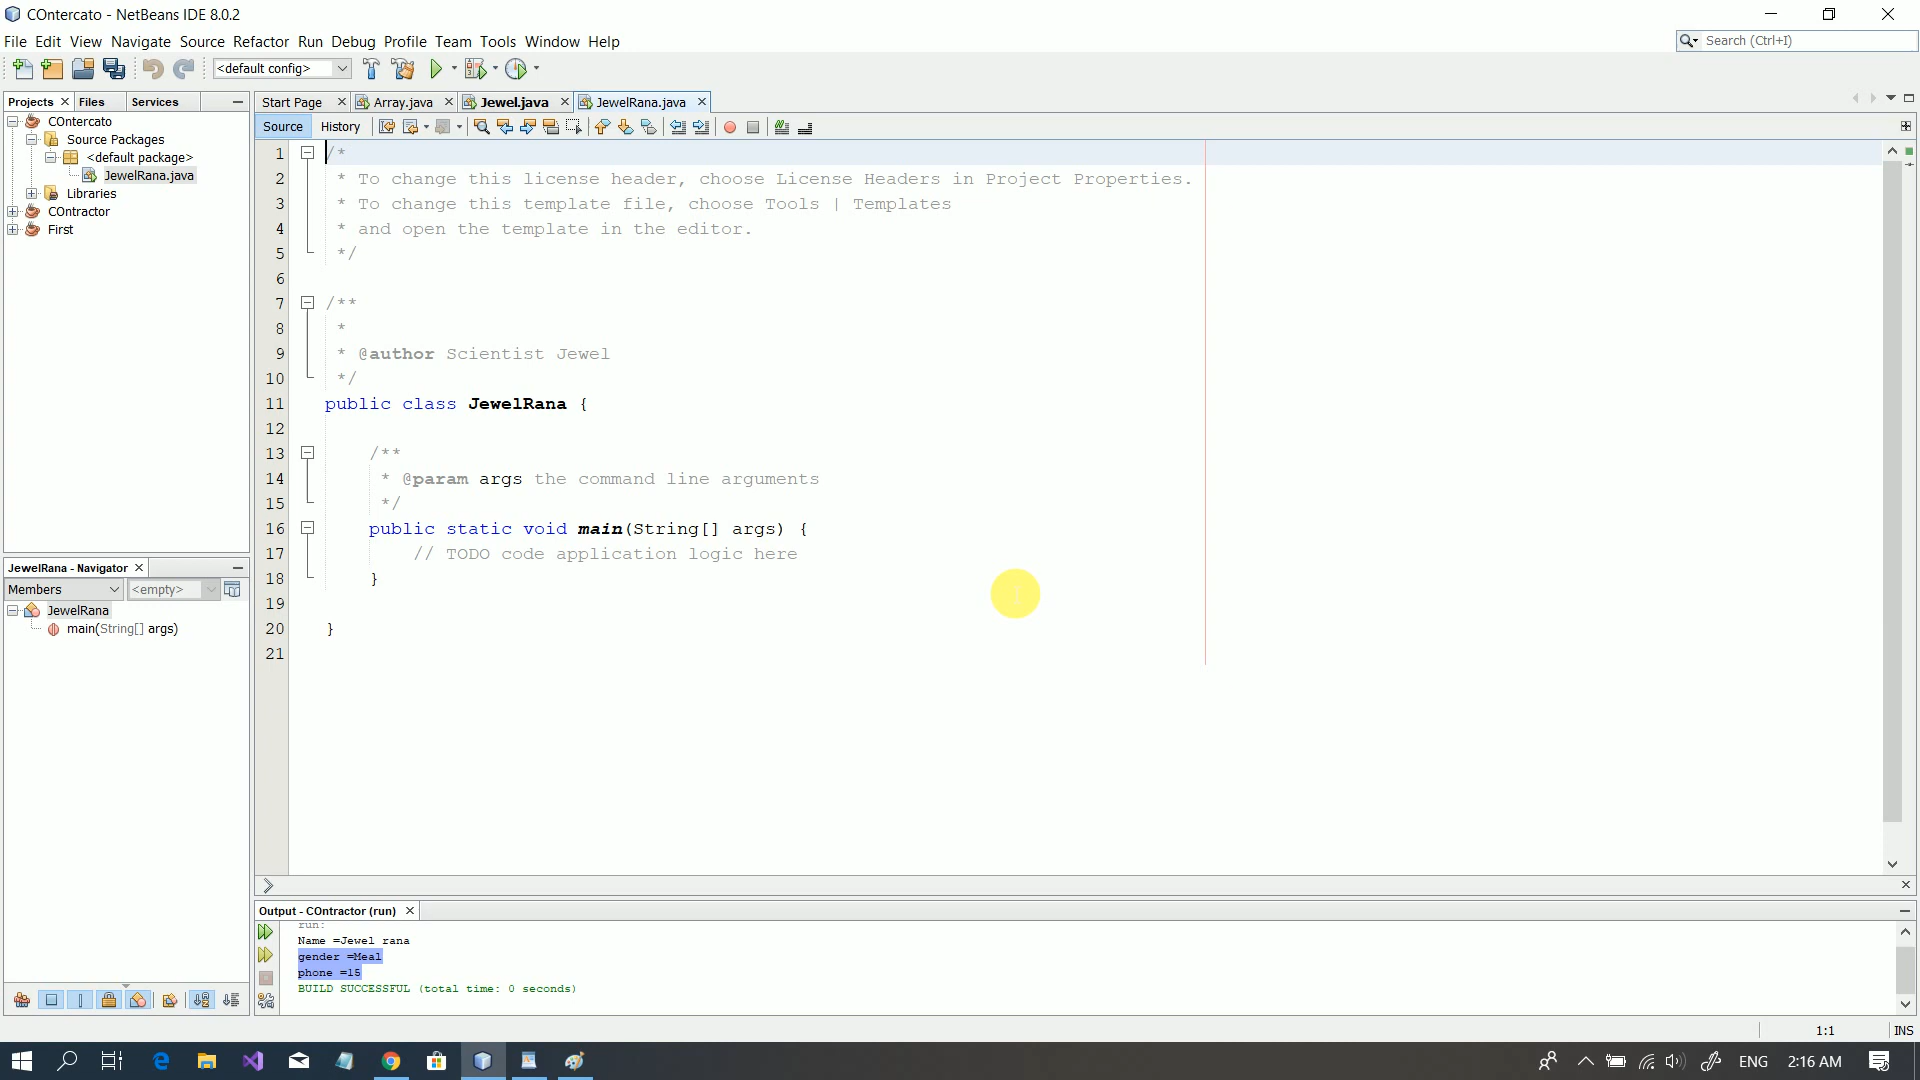 COntercato - NetBeans IDE 8.0.2
File Edit View Navigate Source Refactor Run Debug Profile Team Tools Window Help
Search (Ctrl+I)
<default config>
Projects Files Services
Start Page Array.java Jewel.java JewelRana.java
Source History
COntercato
Source Packages
<default package>
JewelRana.java
Libraries
COntractor
First
1 /*
2 * To change this license header, choose License Headers in Project Properties.
3 * To change this template file, choose Tools | Templates
4 * and open the template in the editor.
5 */
6
7 /**
8 *
9 * @author Scientist Jewel
10 */
11 public class JewelRana {
12
13 /**
14 * @param args the command line arguments
15 */
16 public static void main(String[] args) {
17 // TODO code application logic here
18 }
19
20 }
21
JewelRana - Navigator
Members <empty>
JewelRana
main(String[] args)
Output - COntractor (run)
run:
Name =Jewel rana
gender =Meal
phone =15
BUILD SUCCESSFUL (total time: 0 seconds)
1:1 INS
ENG 2:16 AM